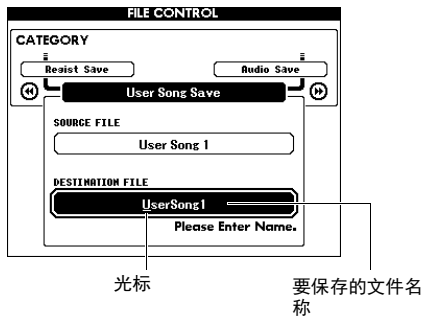 FILE CONTROL
CATEGORY
Regist Save
Audio Save
User Song Save
SOURCE FILE
User Song 1
DESTINATION FILE
UserSong1
Please Enter Name.
光标
要保存的文件名
称